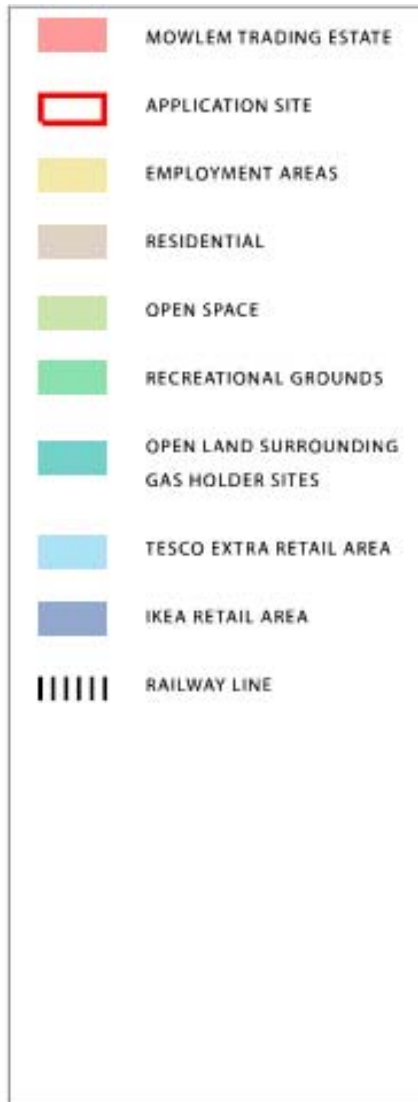 MOWLEM TRADING ESTATE
APPLICATION SITE
EMPLOYMENT AREAS
RESIDENTIAL
OPEN SPACE
RECREATIONAL GROUNDS
OPEN LAND SURROUNDING
GAS HOLDER SITES
TESCO EXTRA RETAIL AREA
IKEA RETAIL AREA
RAILWAY LINE